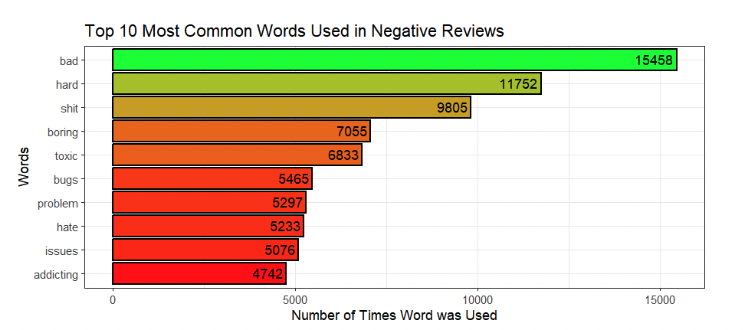 Top 10 Most Common Words Used in Negative Reviews
bad 15458
hard 11752
shit 9805
boring 7055
toxic 6833
bugs 5465
problem 5297
hate 5233
issues 5076
addicting 4742
Words
0 5000 10000 15000
Number of Times Word was Used